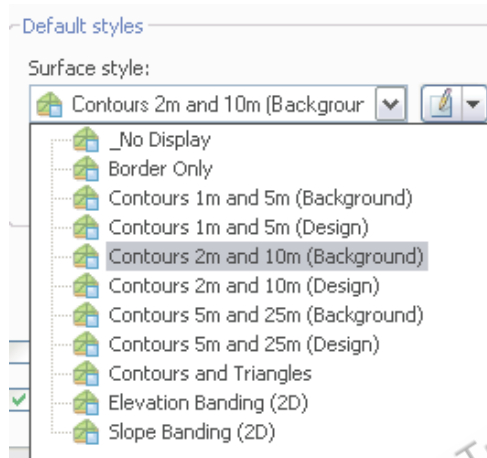 Default styles
Surface style:
Contours 2m and 10m (Backgrour
_No Display
Border Only
Contours 1m and 5m (Background)
Contours 1m and 5m (Design)
Contours 2m and 10m (Background)
Contours 2m and 10m (Design)
Contours 5m and 25m (Background)
Contours 5m and 25m (Design)
Contours and Triangles
Elevation Banding (2D)
Slope Banding (2D)